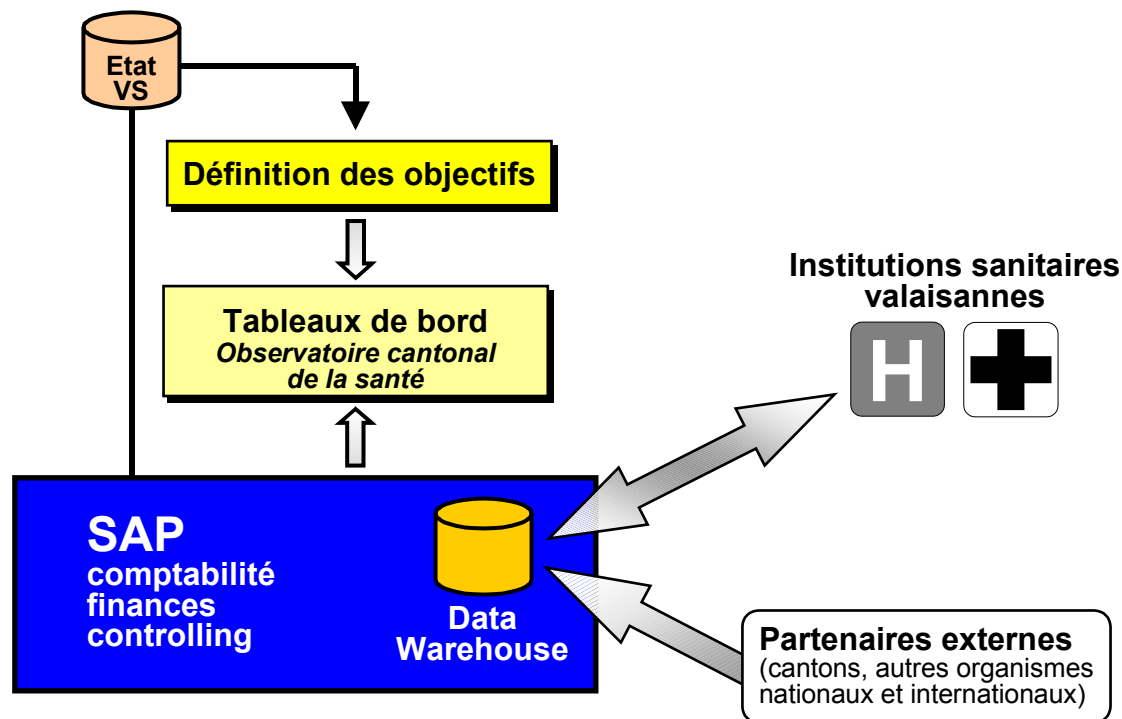 Etat
VS
Définition des objectifs
Tableaux de bord
Observatoire cantonal
de la santé
Institutions sanitaires
valaisannes
H
SAP
comptabilité
finances
controlling
Data
Warehouse
Partenaires externes
(cantons, autres organismes
nationaux et internationaux)